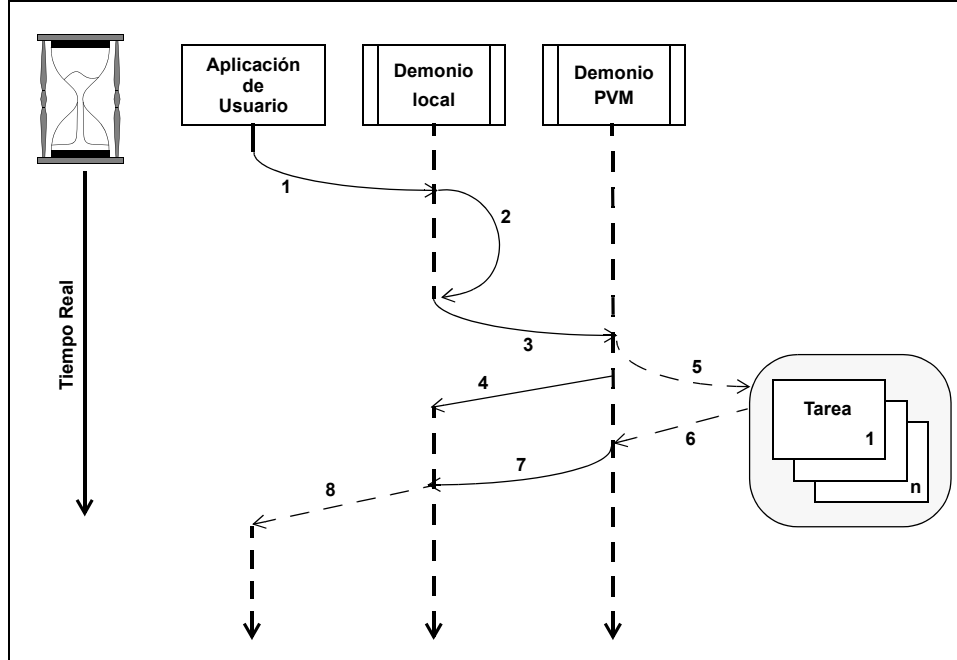 Aplicación
de
Usuario
Demonio
local
Demonio
PVM
1
2
3
4
5
6
7
8
Tiempo Real
Tarea
1
n